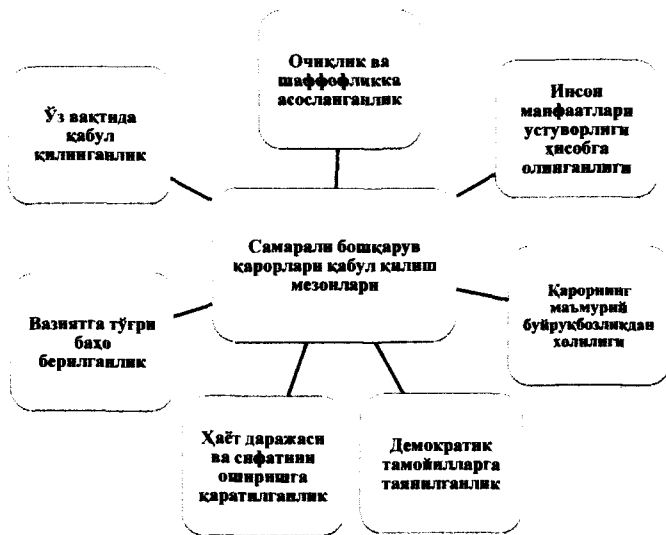 Очиқлик ва
шаффофликка
асосланганлик
Ўз вақтида
қабул
қилинганлик
Инсон
манфаатлари
устуворлиги
ҳисобга
олинганлиги
Самарали бошқарув
қарорлари қабул қилиш
мезонлари
Вазиятга тўғри
баҳо
берилганлик
Қарорнинг
маъмурий
буйруқбозликдан
холилиги
Ҳаёт даражаси
ва сифатини
оширишга
қаратилганлик
Демократик
тамойилларга
таянилганлик